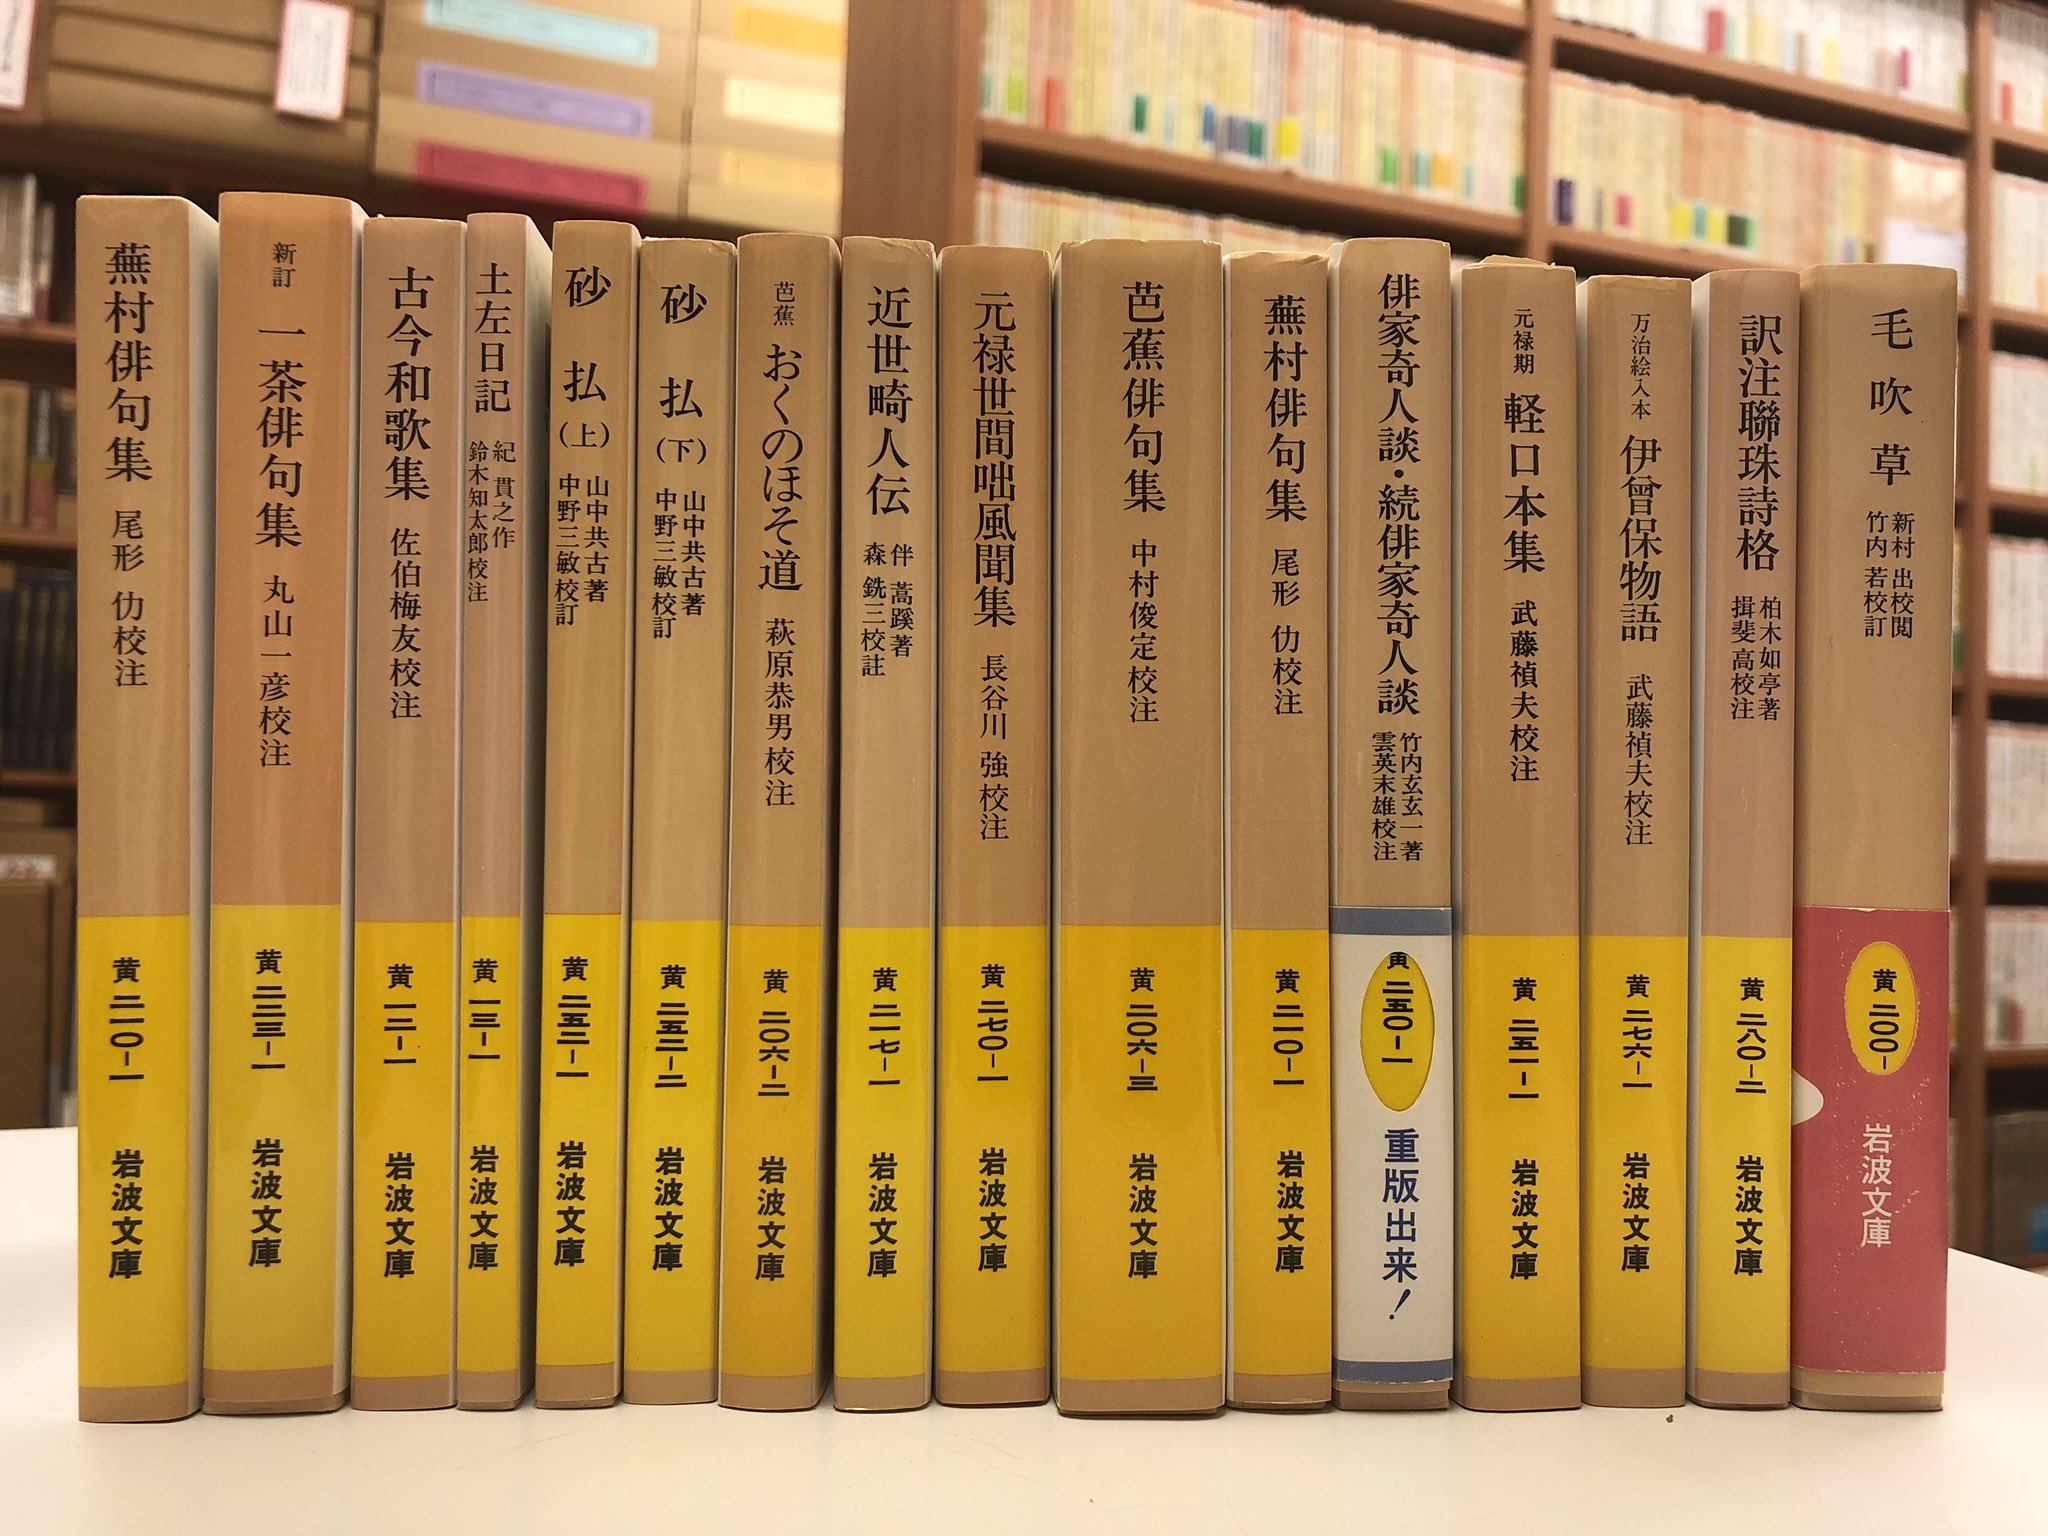 蕪村俳句集
尾形 仂校注
黄二一〇-一
岩波文庫
新訂
一茶俳句集
丸山一彦校注
黄二二三-一
岩波文庫
古今和歌集
佐伯梅友校注
黄一二-一
岩波文庫
土左日記
紀 貫之作
鈴木知太郎校注
黄一三-一
岩波文庫
砂払(上)
山中共古著
中野三敏校訂
黄二五二-一
岩波文庫
砂払(下)
山中共古著
中野三敏校訂
黄二五二-二
岩波文庫
芭蕉
おくのほそ道
萩原恭男校注
黄二〇六-二
岩波文庫
近世畸人伝
伴 蒿蹊著
森 銑三校註
黄二一七-一
岩波文庫
元禄世間咄風聞集
長谷川 強校注
黄二七〇-一
岩波文庫
芭蕉俳句集
中村俊定校注
黄二〇六-三
岩波文庫
蕪村俳句集
尾形 仂校注
黄二一〇-一
岩波文庫
俳家奇人談・続俳家奇人談
竹内玄玄一著
雲英末雄校注
黄二五〇-一
重版出来!
元禄期
軽口本集
武藤禎夫校注
黄二五一-一
岩波文庫
万治絵入本
伊曾保物語
武藤禎夫校注
黄二七六-一
岩波文庫
訳注聯珠詩格
柏木如亭著
揖斐 高校注
黄二八〇-二
岩波文庫
毛吹草
新村 出校閲
竹内 若校訂
黄二〇〇-
岩波文庫